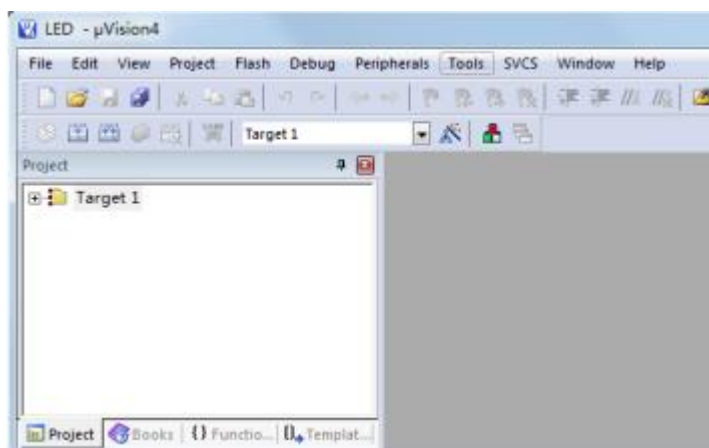 LED - µVision4
File Edit View Project Flash Debug Peripherals Tools SVCS Window Help
Target 1
Project
Target 1
Project Books {} Functio... Templat...